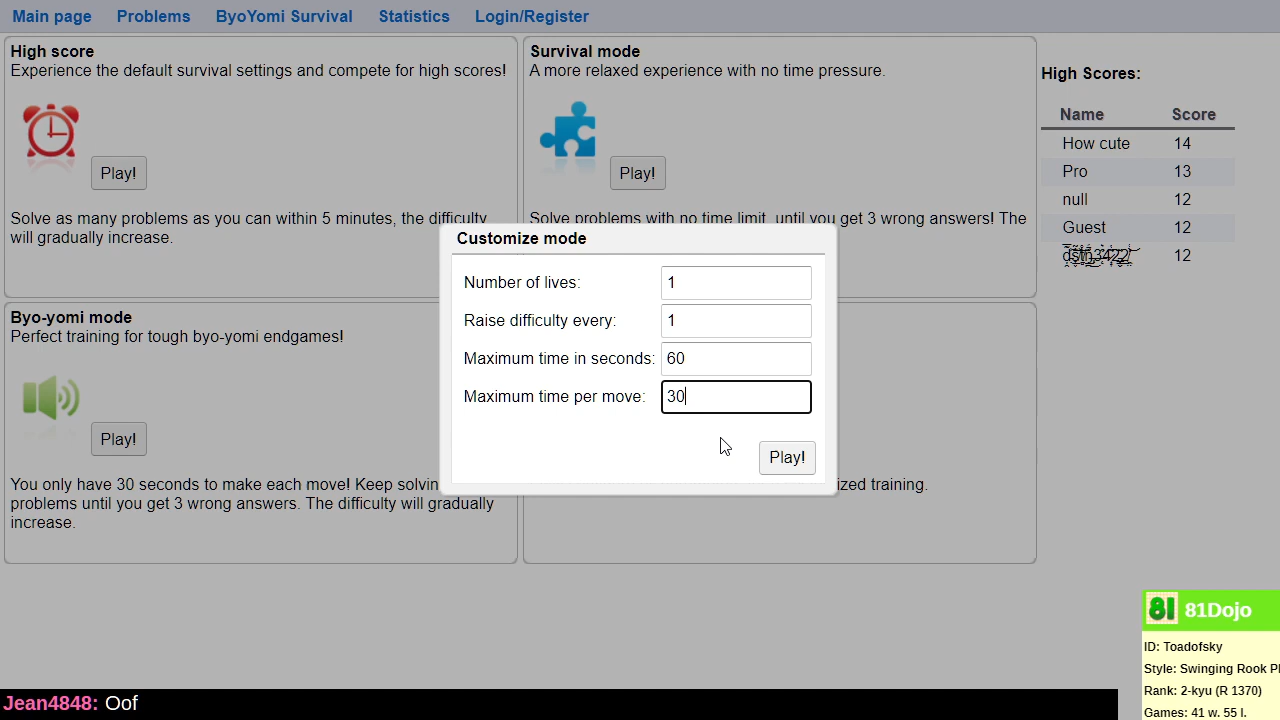 Main page Problems ByoYomi Survival Statistics Login/Register
High score
Experience the default survival settings and compete for high scores!
Play!
Solve as many problems as you can within 5 minutes, the difficulty
will gradually increase.
Survival mode
A more relaxed experience with no time pressure.
Play!
Solve problems with no time limit, until you get 3 wrong answers! The
High Scores:
Name Score
How cute 14
Pro 13
null 12
Guest 12
12
Customize mode
Number of lives: 1
Raise difficulty every: 1
Maximum time in seconds: 60
Maximum time per move: 30
Play!
Byo-yomi mode
Perfect training for tough byo-yomi endgames!
Play!
You only have 30 seconds to make each move! Keep solvin
problems until you get 3 wrong answers. The difficulty will gradually
increase.
ized training.
81 81Dojo
ID: Toadofsky
Style: Swinging Rook Pl
Rank: 2-kyu (R 1370)
Games: 41 w. 55 l.
Jean4848: Oof